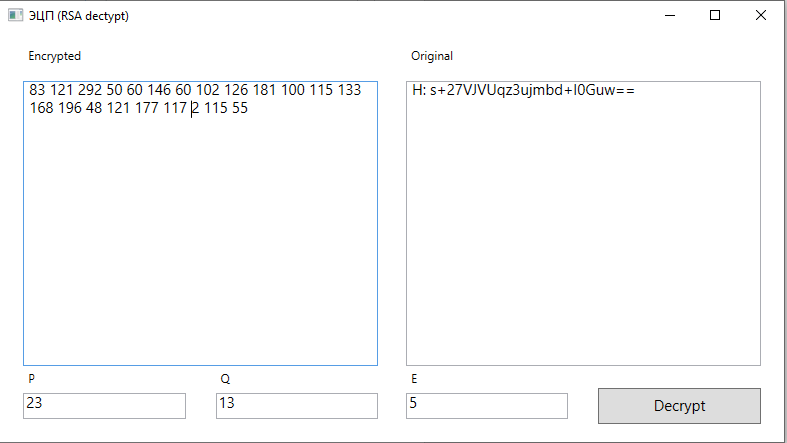 ЭЦП (RSA dectypt)
Encrypted
Original
83 121 292 50 60 146 60 102 126 181 100 115 133
168 196 48 121 177 117 2 115 55
H: s+27VJVUqz3ujmbd+I0Guw==
P
Q
E
23
13
5
Decrypt